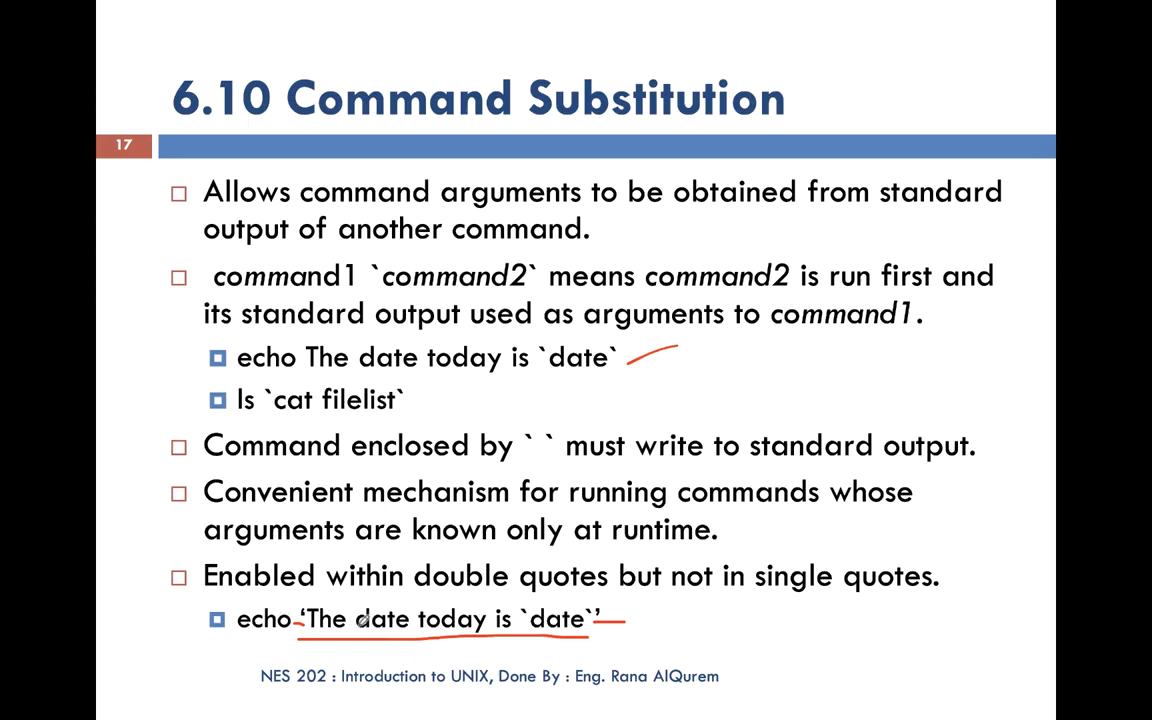 6.10 Command Substitution
17
Allows command arguments to be obtained from standard
output of another command.
command1 `command2` means command2 is run first and
its standard output used as arguments to command1.
echo The date today is `date`
ls `cat filelist`
Command enclosed by ` ` must write to standard output.
Convenient mechanism for running commands whose
arguments are known only at runtime.
Enabled within double quotes but not in single quotes.
echo ‘The date today is `date`’
NES 202 : Introduction to UNIX, Done By : Eng. Rana AlQurem